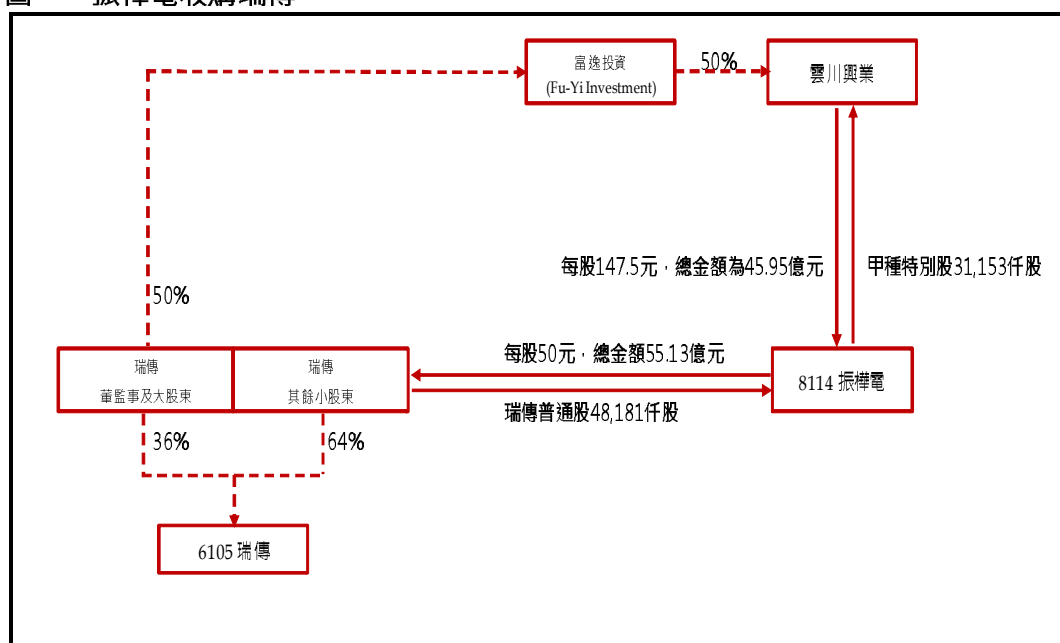 富逸投資
(Fu-Yi Investment)
50%
雲川興業
每股147.5元，總金額為45.95億元
甲種特別股31,153仟股
50%
瑞傳
董監事及大股東
瑞傳
其餘小股東
每股50元，總金額55.13億元
8114 振樺電
瑞傳普通股48,181仟股
36%
64%
6105 瑞傳